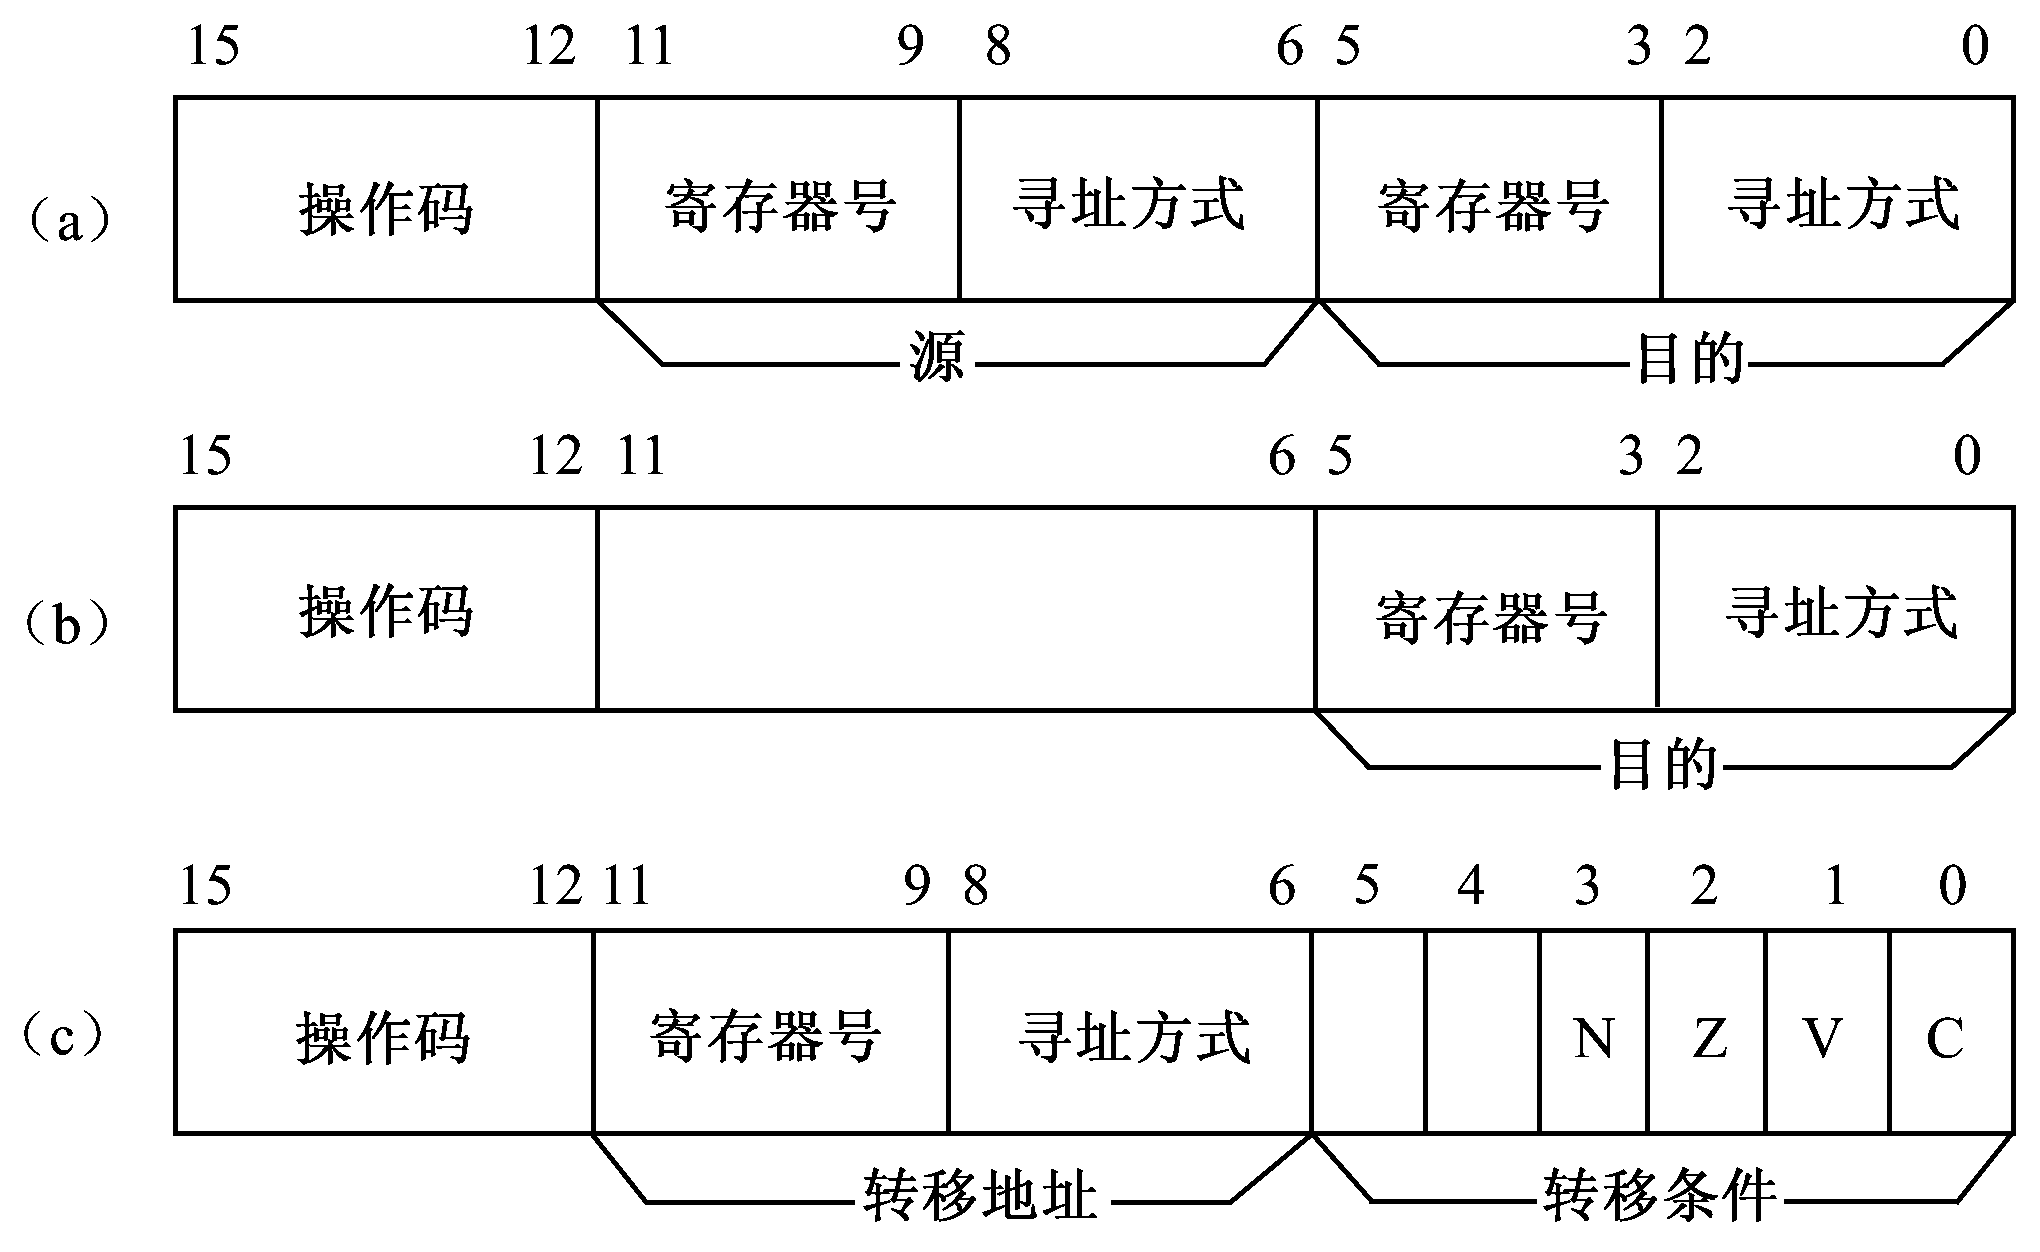 15 12 11 9 8 6 5 3 2 0
(a) 操作码 寄存器号 寻址方式 寄存器号 寻址方式
源 目的
15 12 11 6 5 3 2 0
(b) 操作码 寄存器号 寻址方式
目的
15 12 11 9 8 6 5 4 3 2 1 0
(c) 操作码 寄存器号 寻址方式 N Z V C
转移地址 转移条件